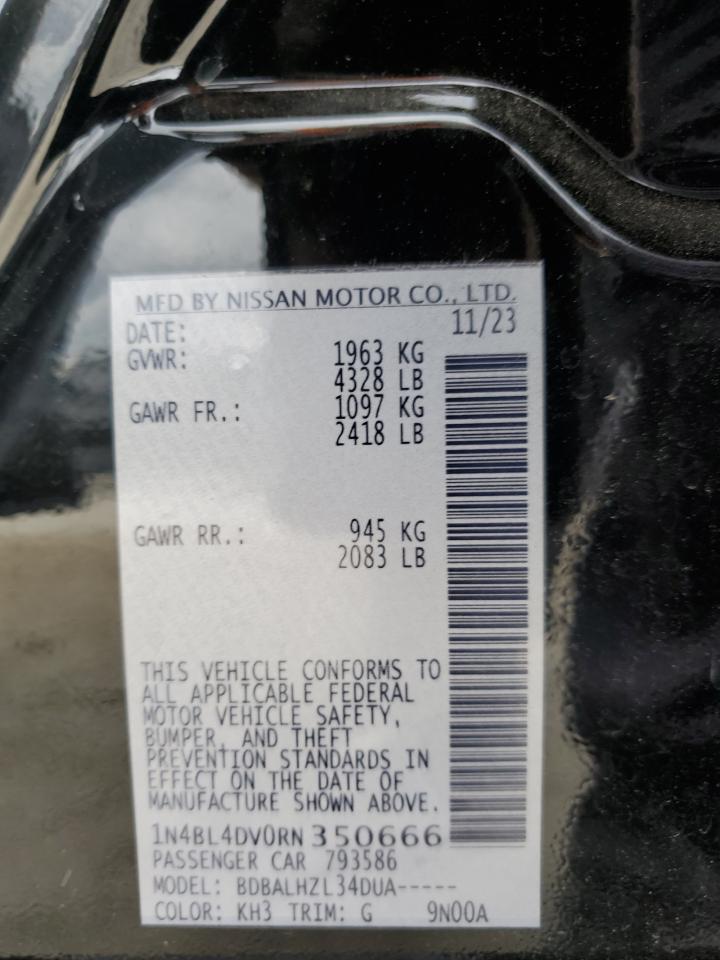 MFD BY NISSAN MOTOR CO., LTD.
DATE: 11/23
GVWR: 1963 KG
4328 LB
GAWR FR.: 1097 KG
2418 LB
GAWR RR.: 945 KG
2083 LB
THIS VEHICLE CONFORMS TO
ALL APPLICABLE FEDERAL
MOTOR VEHICLE SAFETY,
BUMPER, AND THEFT
PREVENTION STANDARDS IN
EFFECT ON THE DATE OF
MANUFACTURE SHOWN ABOVE.
1N4BL4DV0RN350666
PASSENGER CAR 793586
MODEL: BDBALHZL34DUA-----
COLOR: KH3 TRIM: G 9N00A